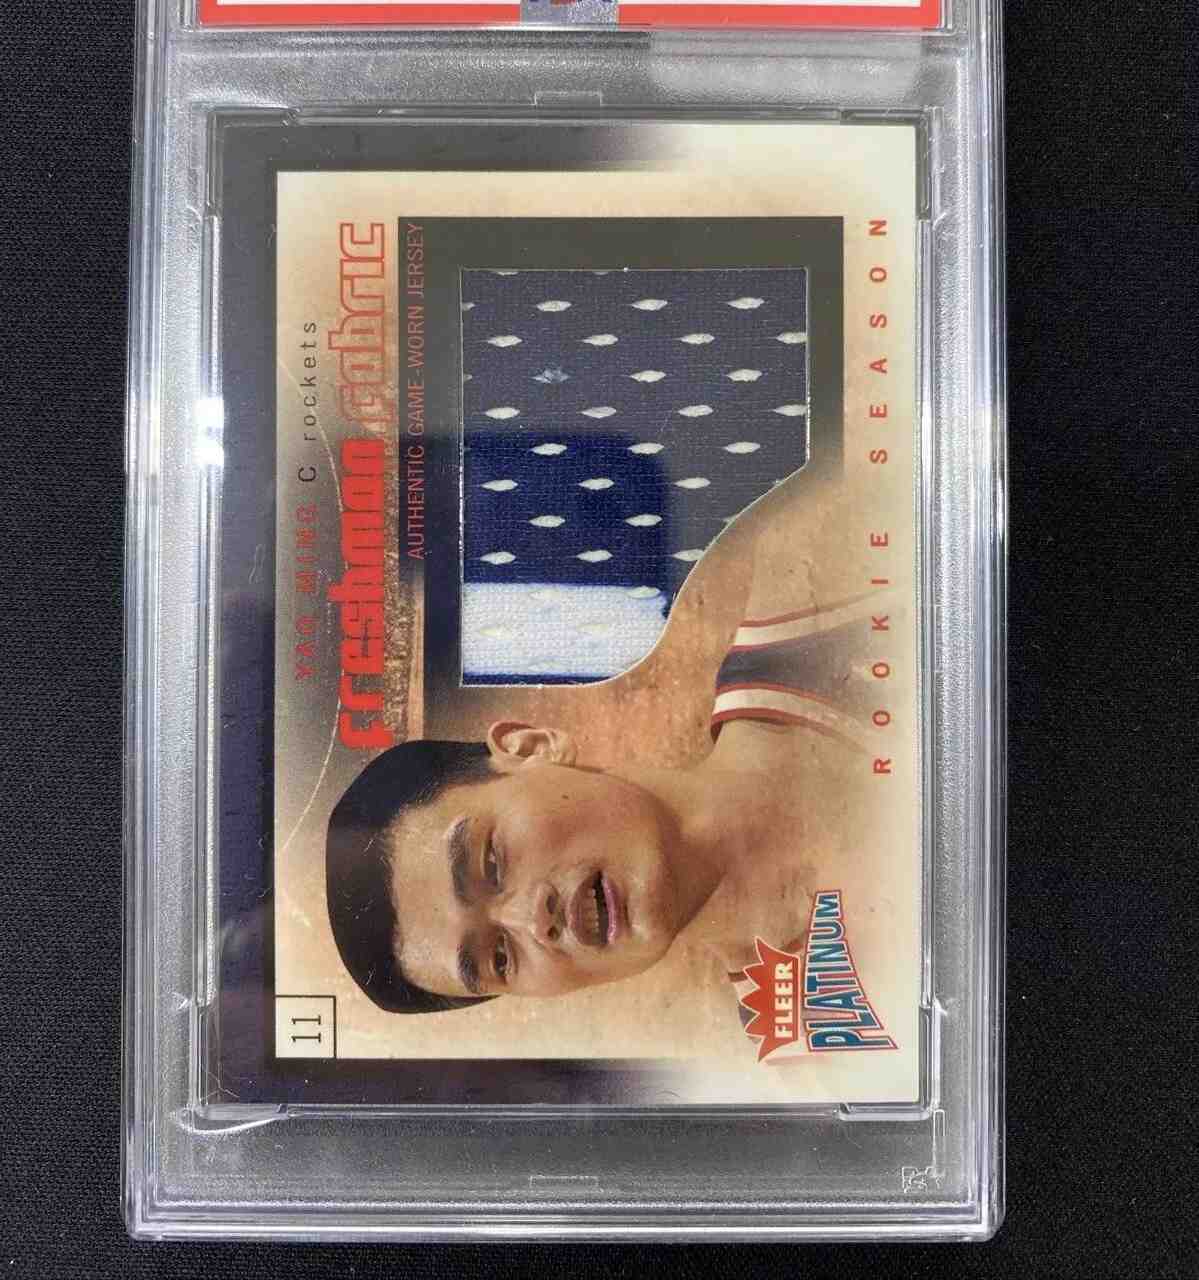 YAO MING C rockets
freshman fabric
AUTHENTIC GAME-WORN JERSEY
11
FLEER
PLATINUM
ROOKIE SEASON